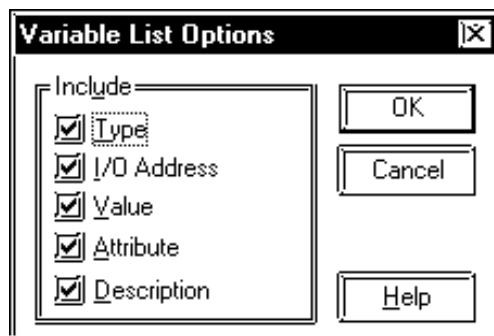 Variable List Options
Include
Type
I/O Address
Value
Attribute
Description
OK
Cancel
Help